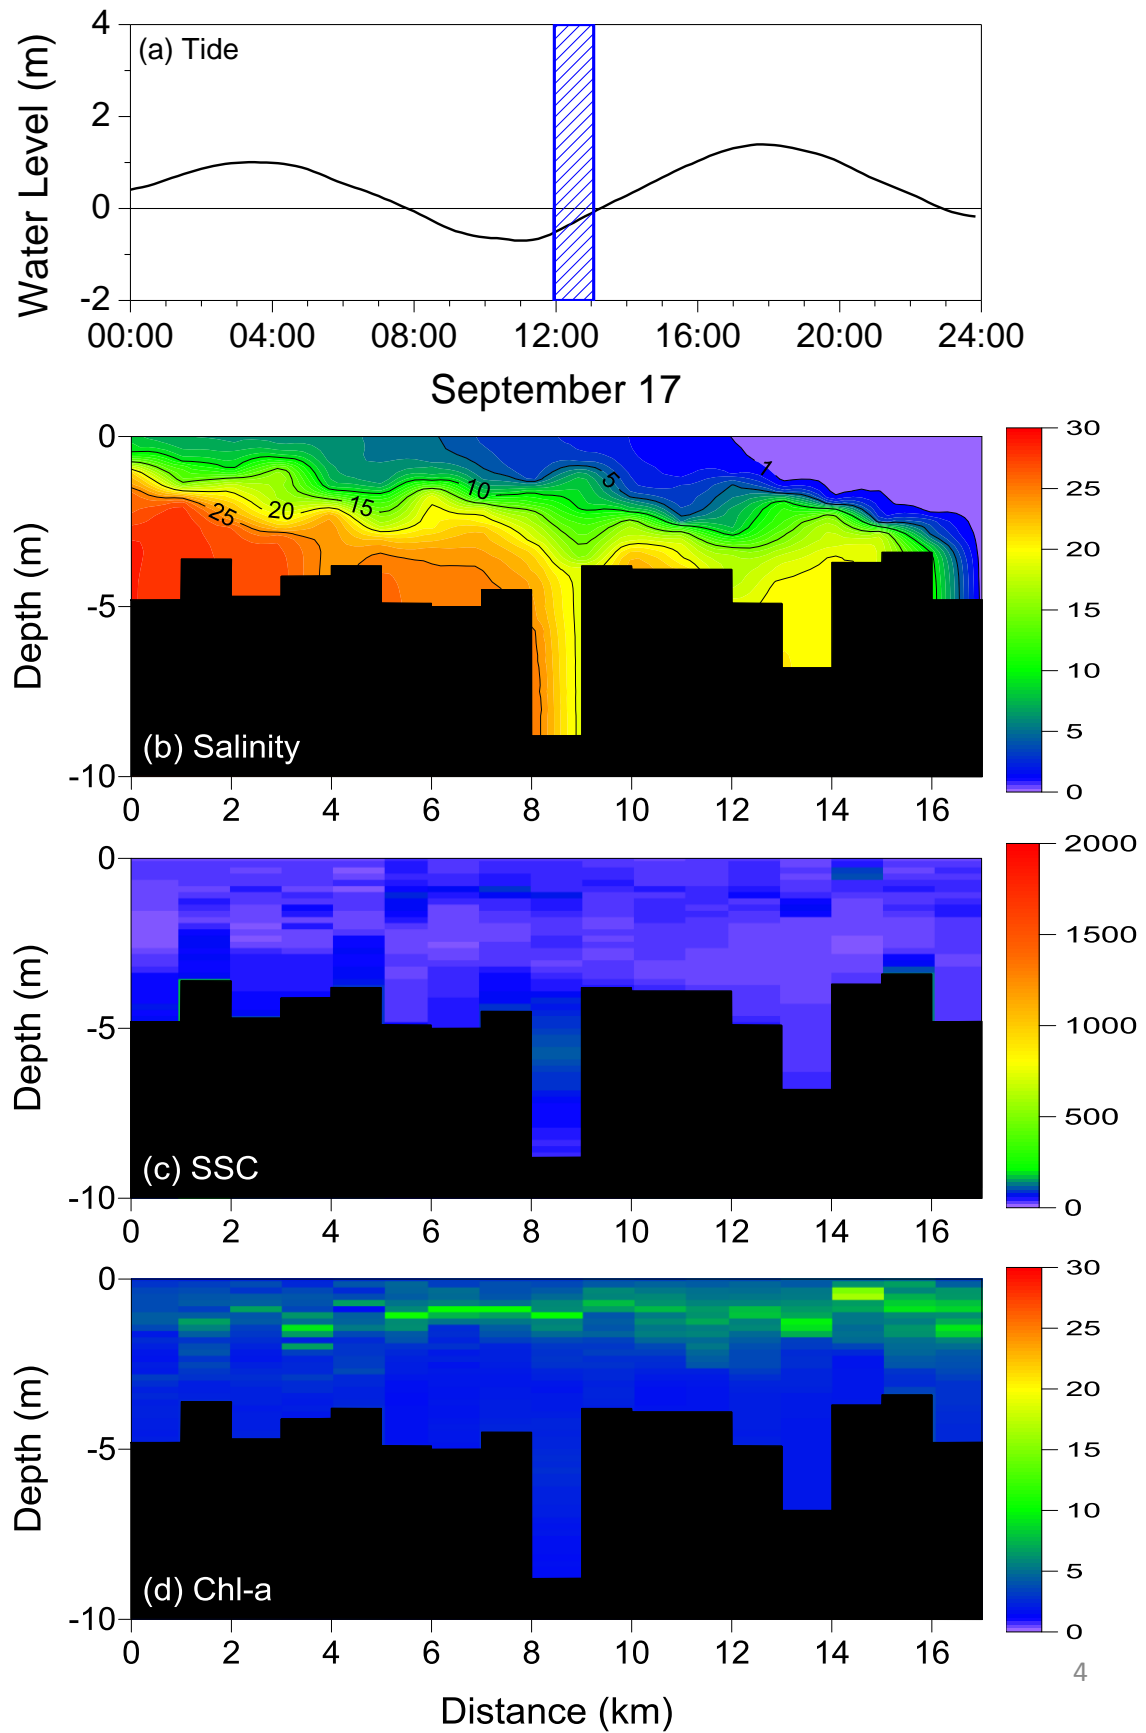 (a) Tide
Water Level (m)
4
2
0
-2
00:00 04:00 08:00 12:00 16:00 20:00 24:00
September 17
Depth (m)
0
-5
-10
25 20 15 10 5 1
(b) Salinity
0 2 4 6 8 10 12 14 16
30
25
20
15
10
5
0
Depth (m)
0
-5
-10
(c) SSC
0 2 4 6 8 10 12 14 16
2000
1500
1000
500
0
Depth (m)
0
-5
-10
(d) Chl-a
0 2 4 6 8 10 12 14 16
30
25
20
15
10
5
0
Distance (km)
4